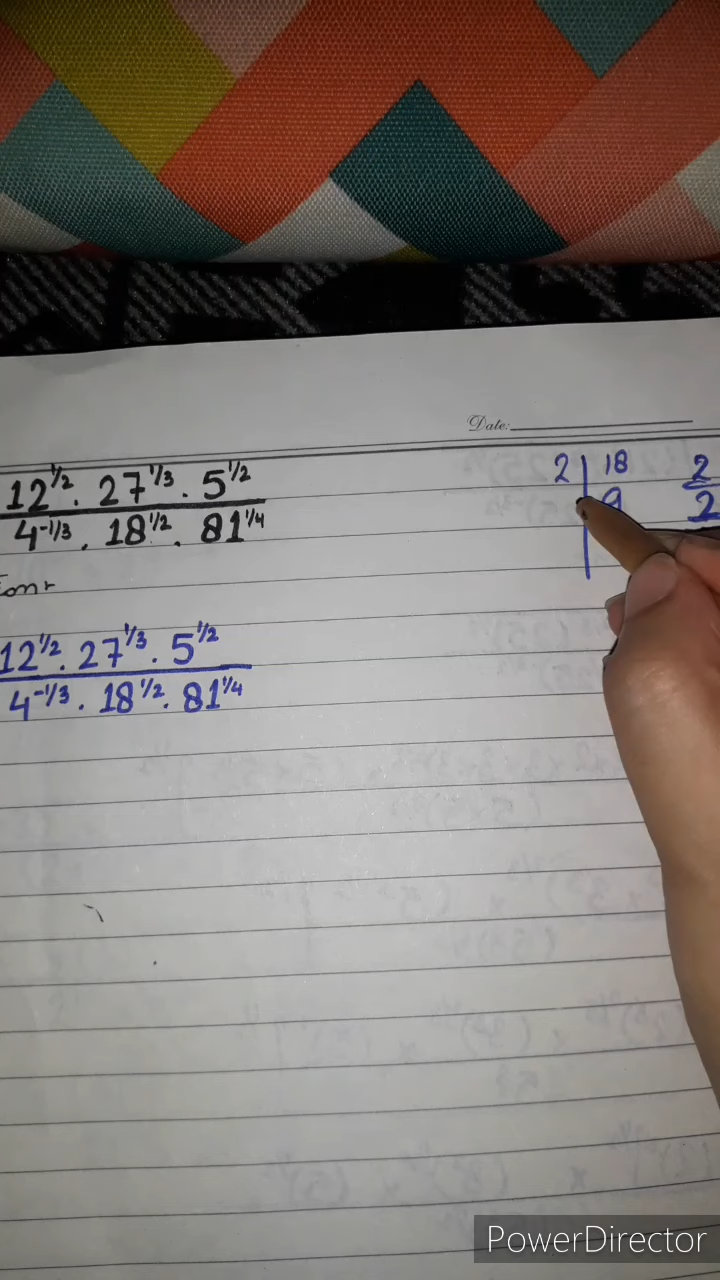 Date:
12^1/2 . 27^1/3 . 5^1/2
4^-1/3 . 18^1/2 . 81^1/4
2 | 18
9
2
2
12^1/2 . 27^1/3 . 5^1/2
4^-1/3 . 18^1/2 . 81^1/4
PowerDirector